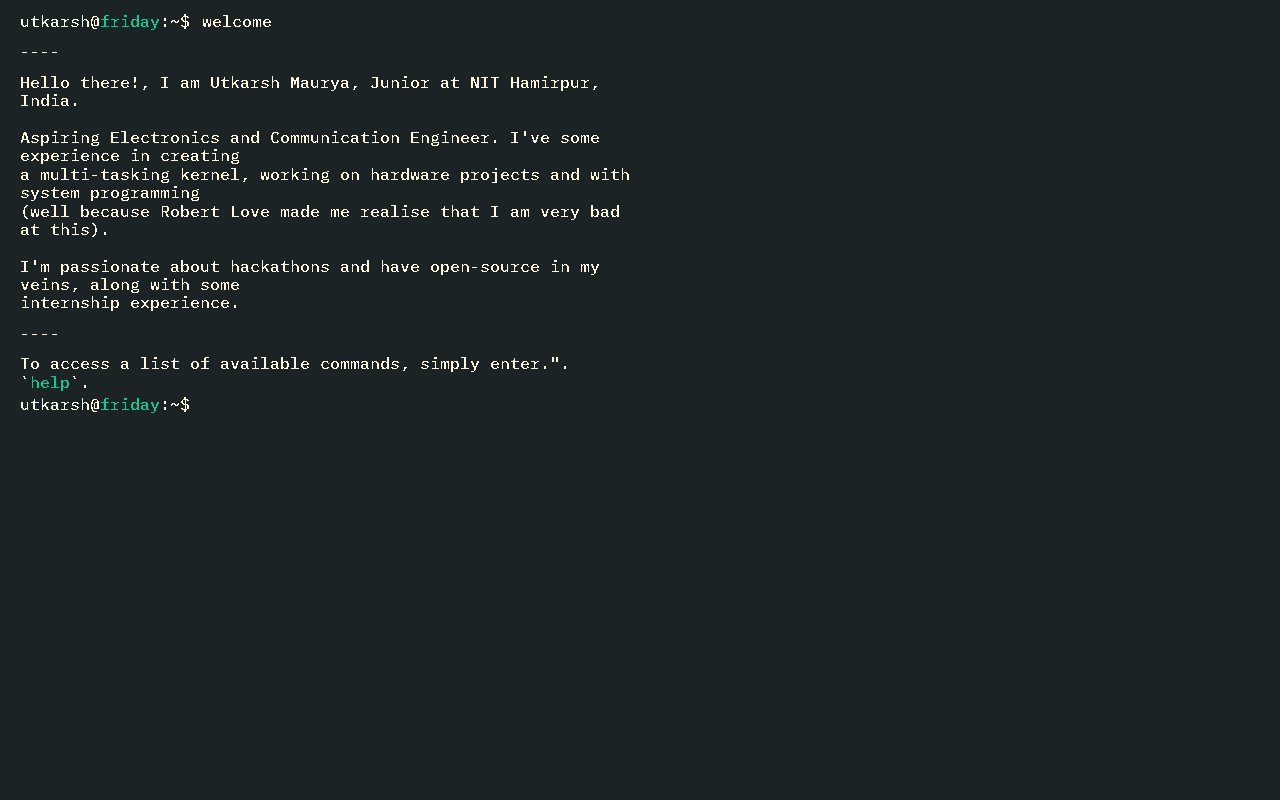 utkarsh@friday:~$ welcome
----
Hello there!, I am Utkarsh Maurya, Junior at NIT Hamirpur,
India.
Aspiring Electronics and Communication Engineer. I've some
experience in creating
a multi-tasking kernel, working on hardware projects and with
system programming
(well because Robert Love made me realise that I am very bad
at this).
I'm passionate about hackathons and have open-source in my
veins, along with some
internship experience.
----
To access a list of available commands, simply enter.".
`help`.
utkarsh@friday:~$